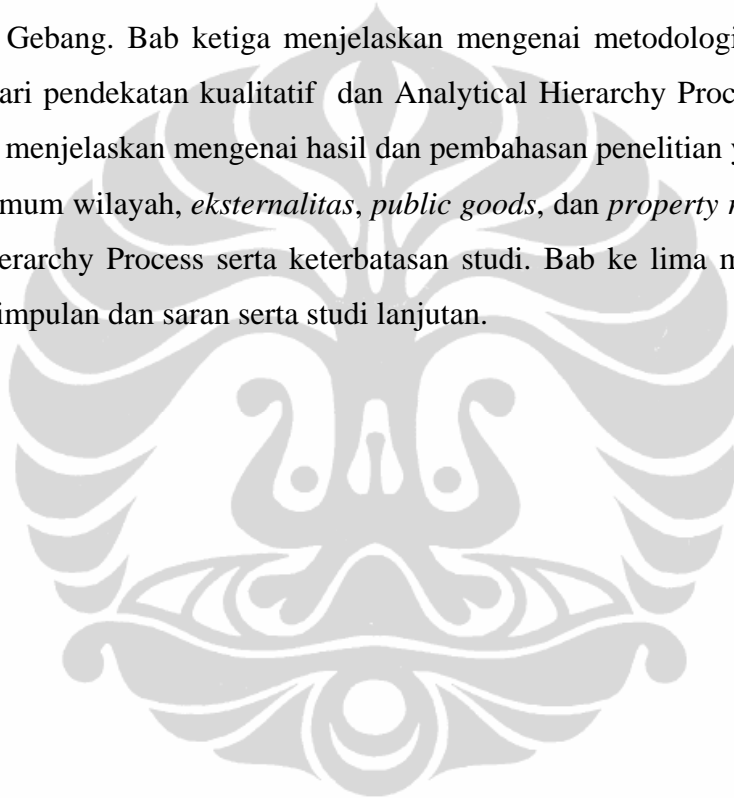 Gebang. Bab ketiga menjelaskan mengenai metodologi
ari pendekatan kualitatif dan Analytical Hierarchy Proc
menjelaskan mengenai hasil dan pembahasan penelitian y
mum wilayah, eksternalitas, public goods, dan property
erarchy Process serta keterbatasan studi. Bab ke lima m
impulan dan saran serta studi lanjutan.